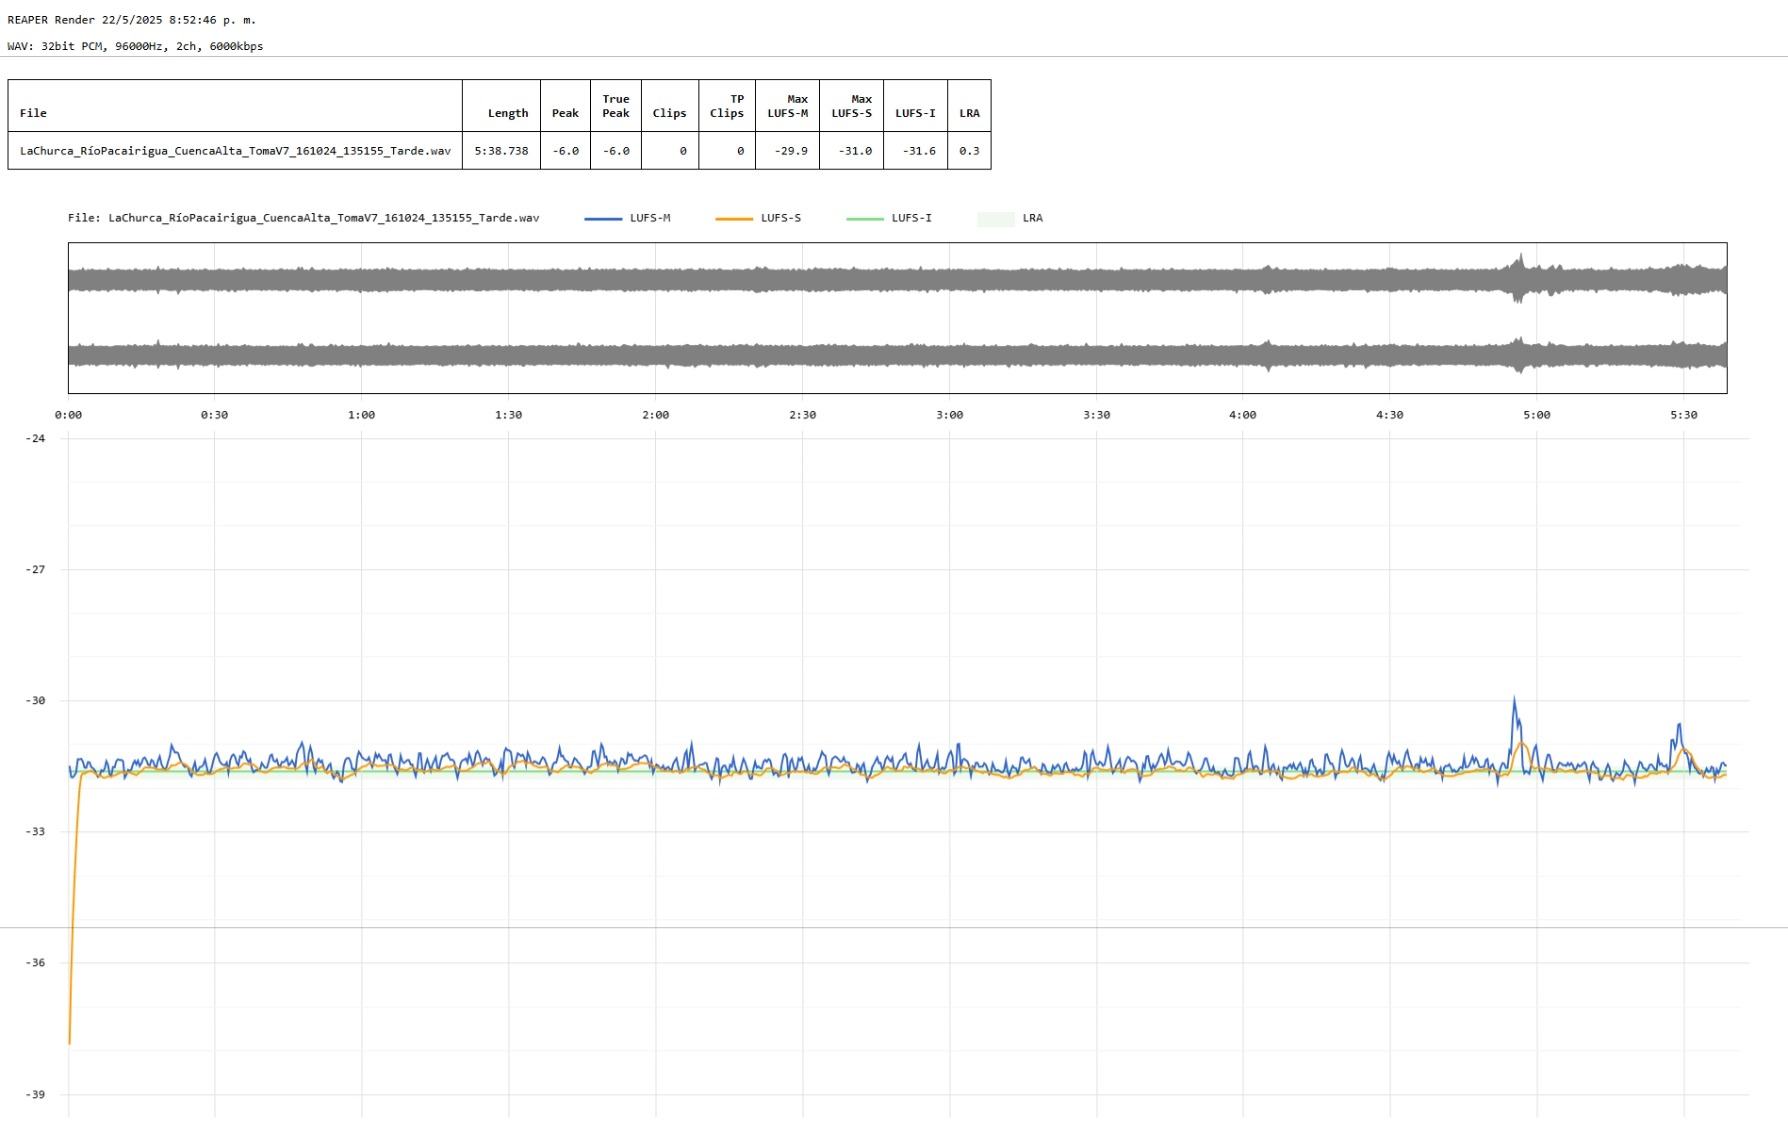 REAPER Render 22/5/2025 8:52:46 p. m.
WAV: 32bit PCM, 96000Hz, 2ch, 6000kbps
File Length Peak True Peak Clips TP Clips Max LUFS-M Max LUFS-S LUFS-I LRA
LaChurca_RíoPacairigua_CuencaAlta_TomaV7_161024_135155_Tarde.wav 5:38.738 -6.0 -6.0 0 0 -29.9 -31.0 -31.6 0.3
File: LaChurca_RíoPacairigua_CuencaAlta_TomaV7_161024_135155_Tarde.wav LUFS-M LUFS-S LUFS-I LRA
0:00 0:30 1:00 1:30 2:00 2:30 3:00 3:30 4:00 4:30 5:00 5:30
-24
-27
-30
-33
-36
-39